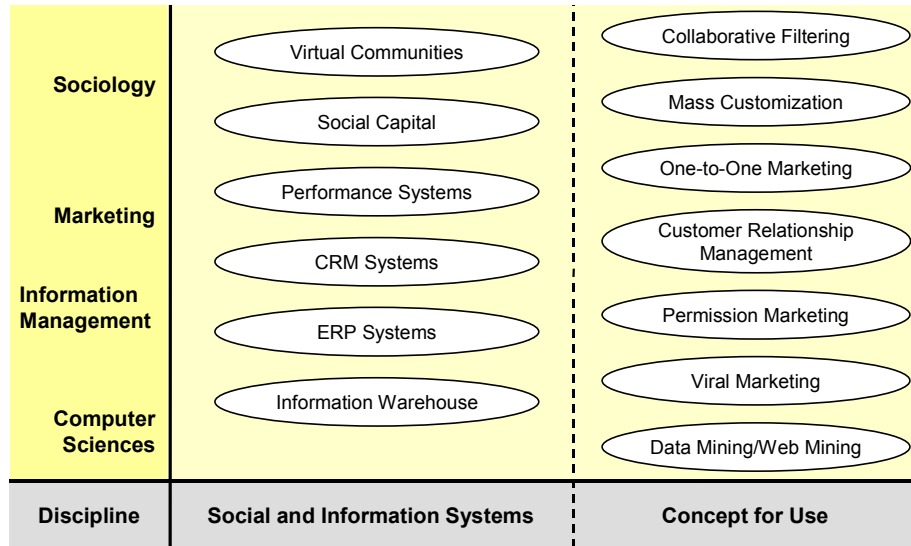 Sociology
Marketing
Information
Management
Computer
Sciences
Virtual Communities
Social Capital
Performance Systems
CRM Systems
ERP Systems
Information Warehouse
Collaborative Filtering
Mass Customization
One-to-One Marketing
Customer Relationship
Management
Permission Marketing
Viral Marketing
Data Mining/Web Mining
Discipline
Social and Information Systems
Concept for Use